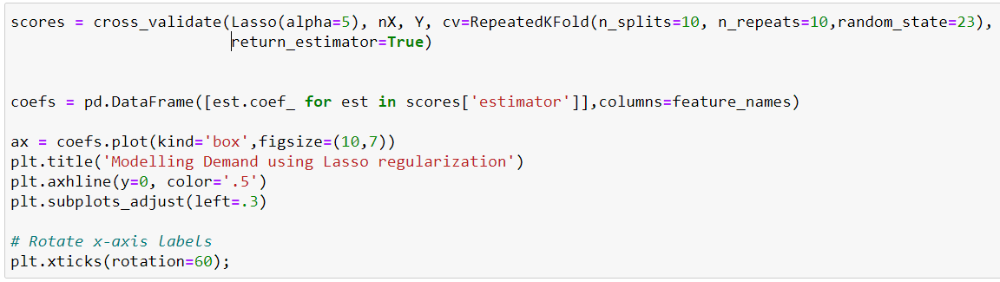 scores = cross_validate(Lasso(alpha=5), nX, Y, cv=RepeatedKFold(n_splits=10, n_repeats=10,random_state=23),
return_estimator=True)
coefs = pd.DataFrame([est.coef_ for est in scores['estimator']],columns=feature_names)
ax = coefs.plot(kind='box',figsize=(10,7))
plt.title('Modelling Demand using Lasso regularization')
plt.axhline(y=0, color='.5')
plt.subplots_adjust(left=.3)
# Rotate x-axis labels
plt.xticks(rotation=60);